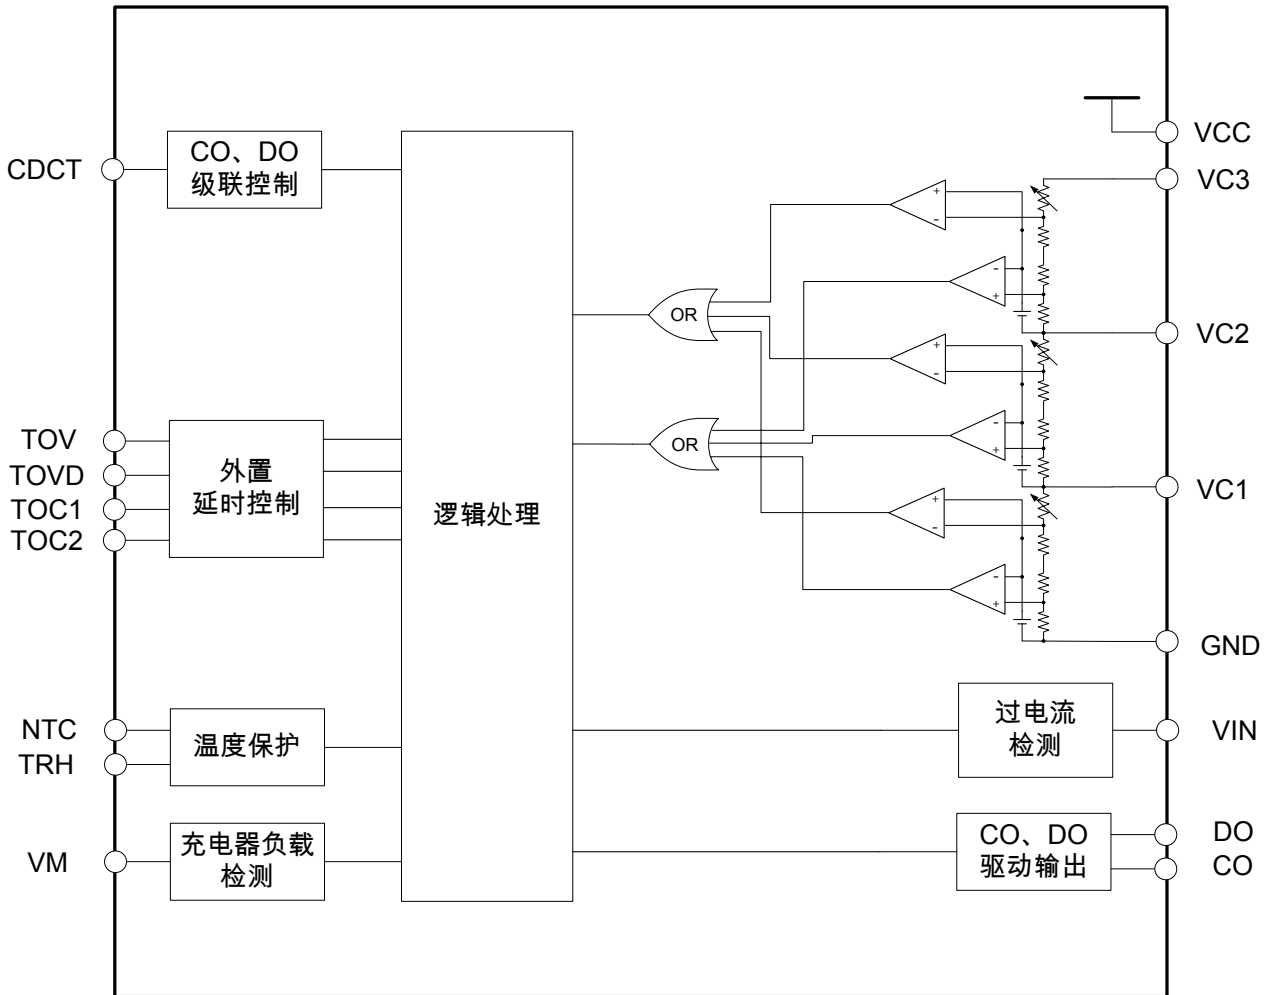 CDCT
CO、DO
级联控制
VCC
VC3
+
-
-
+
OR
VC2
+
-
TOV
TOVD
TOC1
TOC2
外置
延时控制
逻辑处理
OR
-
+
VC1
+
-
-
+
GND
NTC
TRH
温度保护
过电流
检测
VIN
VM
充电器负载
检测
CO、DO
驱动输出
DO
CO